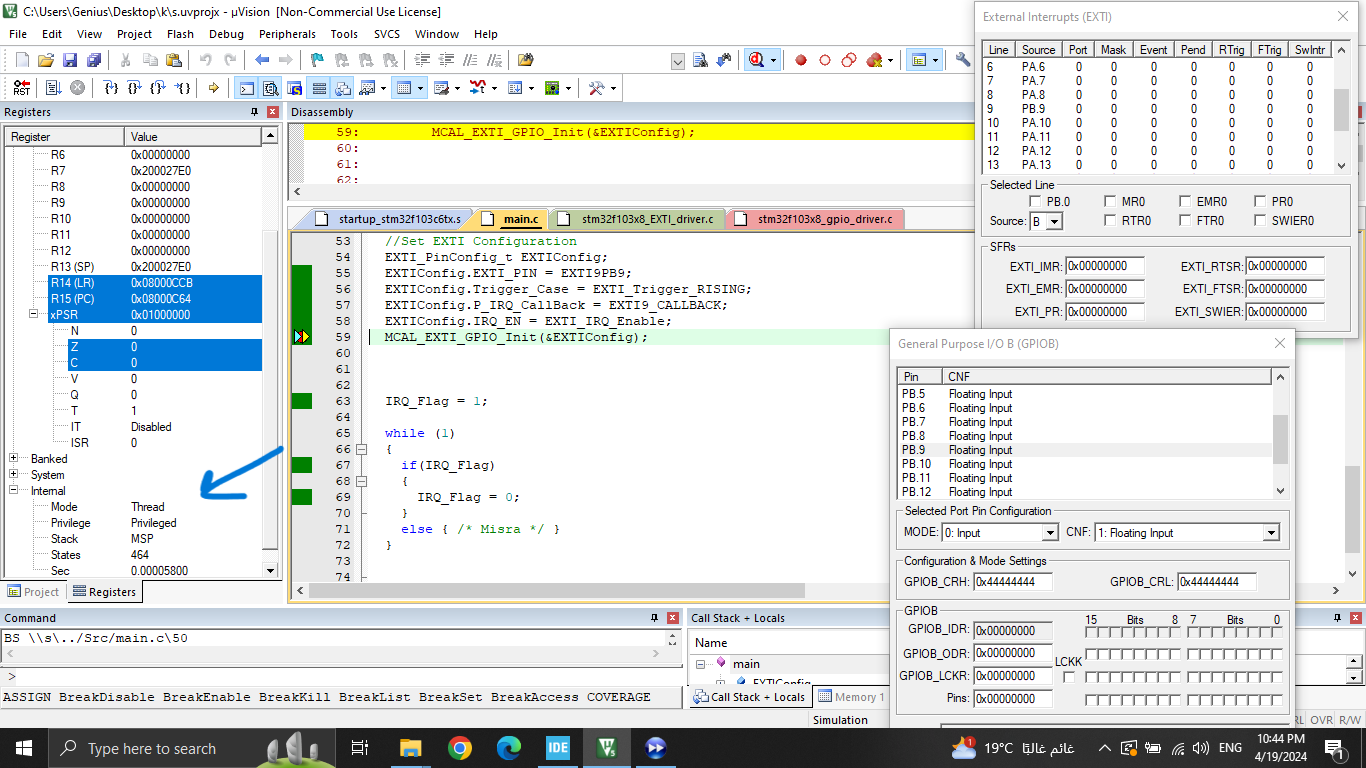 C:\Users\Genius\Desktop\k\s.uvprojx - µVision [Non-Commercial Use License]
File Edit View Project Flash Debug Peripherals Tools SVCS Window Help
RST
Registers
Register Value
R6 0x00000000
R7 0x200027E0
R8 0x00000000
R9 0x00000000
R10 0x00000000
R11 0x00000000
R12 0x00000000
R13 (SP) 0x200027E0
R14 (LR) 0x08000CCB
R15 (PC) 0x08000C64
xPSR 0x01000000
N 0
Z 0
C 0
V 0
Q 0
T 1
IT Disabled
ISR 0
Banked
System
Internal
Mode Thread
Privilege Privileged
Stack MSP
States 464
Sec 0.00005800
Project Registers
Disassembly
59: MCAL_EXTI_GPIO_Init(&EXTIConfig);
60:
61:
62:
startup_stm32f103c6tx.s main.c stm32f103x8_EXTI_driver.c stm32f103x8_gpio_driver.c
53 //Set EXTI Configuration
54 EXTI_PinConfig_t EXTIConfig;
55 EXTIConfig.EXTI_PIN = EXTI9PB9;
56 EXTIConfig.Trigger_Case = EXTI_Trigger_RISING;
57 EXTIConfig.P_IRQ_CallBack = EXTI9_CALLBACK;
58 EXTIConfig.IRQ_EN = EXTI_IRQ_Enable;
59 MCAL_EXTI_GPIO_Init(&EXTIConfig);
60
61
62
63 IRQ_Flag = 1;
64
65 while (1)
66 {
67 if(IRQ_Flag)
68 {
69 IRQ_Flag = 0;
70 }
71 else { /* Misra */ }
72 }
73
74
External Interrupts (EXTI)
Line Source Port Mask Event Pend RTrig FTrig SwIntr
6 PA.6 0 0 0 0 0 0 0
7 PA.7 0 0 0 0 0 0 0
8 PA.8 0 0 0 0 0 0 0
9 PB.9 0 0 0 0 0 0 0
10 PA.10 0 0 0 0 0 0 0
11 PA.11 0 0 0 0 0 0 0
12 PA.12 0 0 0 0 0 0 0
13 PA.13 0 0 0 0 0 0 0
Selected Line
PB.0 MR0 EMR0 PR0
Source: B RTR0 FTR0 SWIER0
SFRs
EXTI_IMR: 0x00000000 EXTI_RTSR: 0x00000000
EXTI_EMR: 0x00000000 EXTI_FTSR: 0x00000000
EXTI_PR: 0x00000000 EXTI_SWIER: 0x00000000
General Purpose I/O B (GPIOB)
Pin CNF
PB.5 Floating Input
PB.6 Floating Input
PB.7 Floating Input
PB.8 Floating Input
PB.9 Floating Input
PB.10 Floating Input
PB.11 Floating Input
PB.12 Floating Input
Selected Port Pin Configuration
MODE: 0: Input CNF: 1: Floating Input
Configuration & Mode Settings
GPIOB_CRH: 0x44444444 GPIOB_CRL: 0x44444444
GPIOB
15 Bits 8 7 Bits 0
GPIOB_IDR: 0x00000000
GPIOB_ODR: 0x00000000
LCKK
GPIOB_LCKR: 0x00000000
Pins: 0x00000000
Command
BS \\s\../Src/main.c\50
>
ASSIGN BreakDisable BreakEnable BreakKill BreakList BreakSet BreakAccess COVERAGE
Call Stack + Locals
Name
main
EXTIConfig
Call Stack + Locals Memory 1
Simulation
RL OVR R/W
Type here to search
IDE
1
19°C غائم غالبًا
ENG
10:44 PM
4/19/2024
1